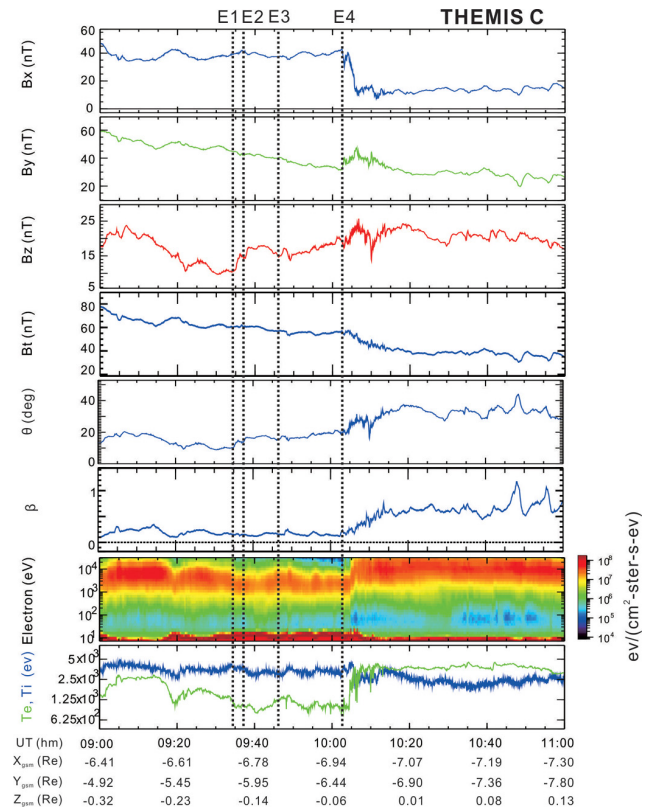 E1 E2 E3 E4 THEMIS C
Bx (nT)
60
40
20
0
By (nT)
60
40
20
Bz (nT)
25
15
5
Bt (nT)
80
60
40
20
θ (deg)
40
20
0
β
1
0
Electron (eV)
10⁴
10³
10²
10¹
10⁸
10⁷
10⁶
10⁵
10⁴
ev/(cm²-ster-s-ev)
Te, Ti (ev)
5x10³
2.5x10³
1.25x10³
6.25x10²
UT (hm) 09:00 09:20 09:40 10:00 10:20 10:40 11:00
Xgsm (Re) -6.41 -6.61 -6.78 -6.94 -7.07 -7.19 -7.30
Ygsm (Re) -4.92 -5.45 -5.95 -6.44 -6.90 -7.36 -7.80
Zgsm (Re) -0.32 -0.23 -0.14 -0.06 0.01 0.08 0.13